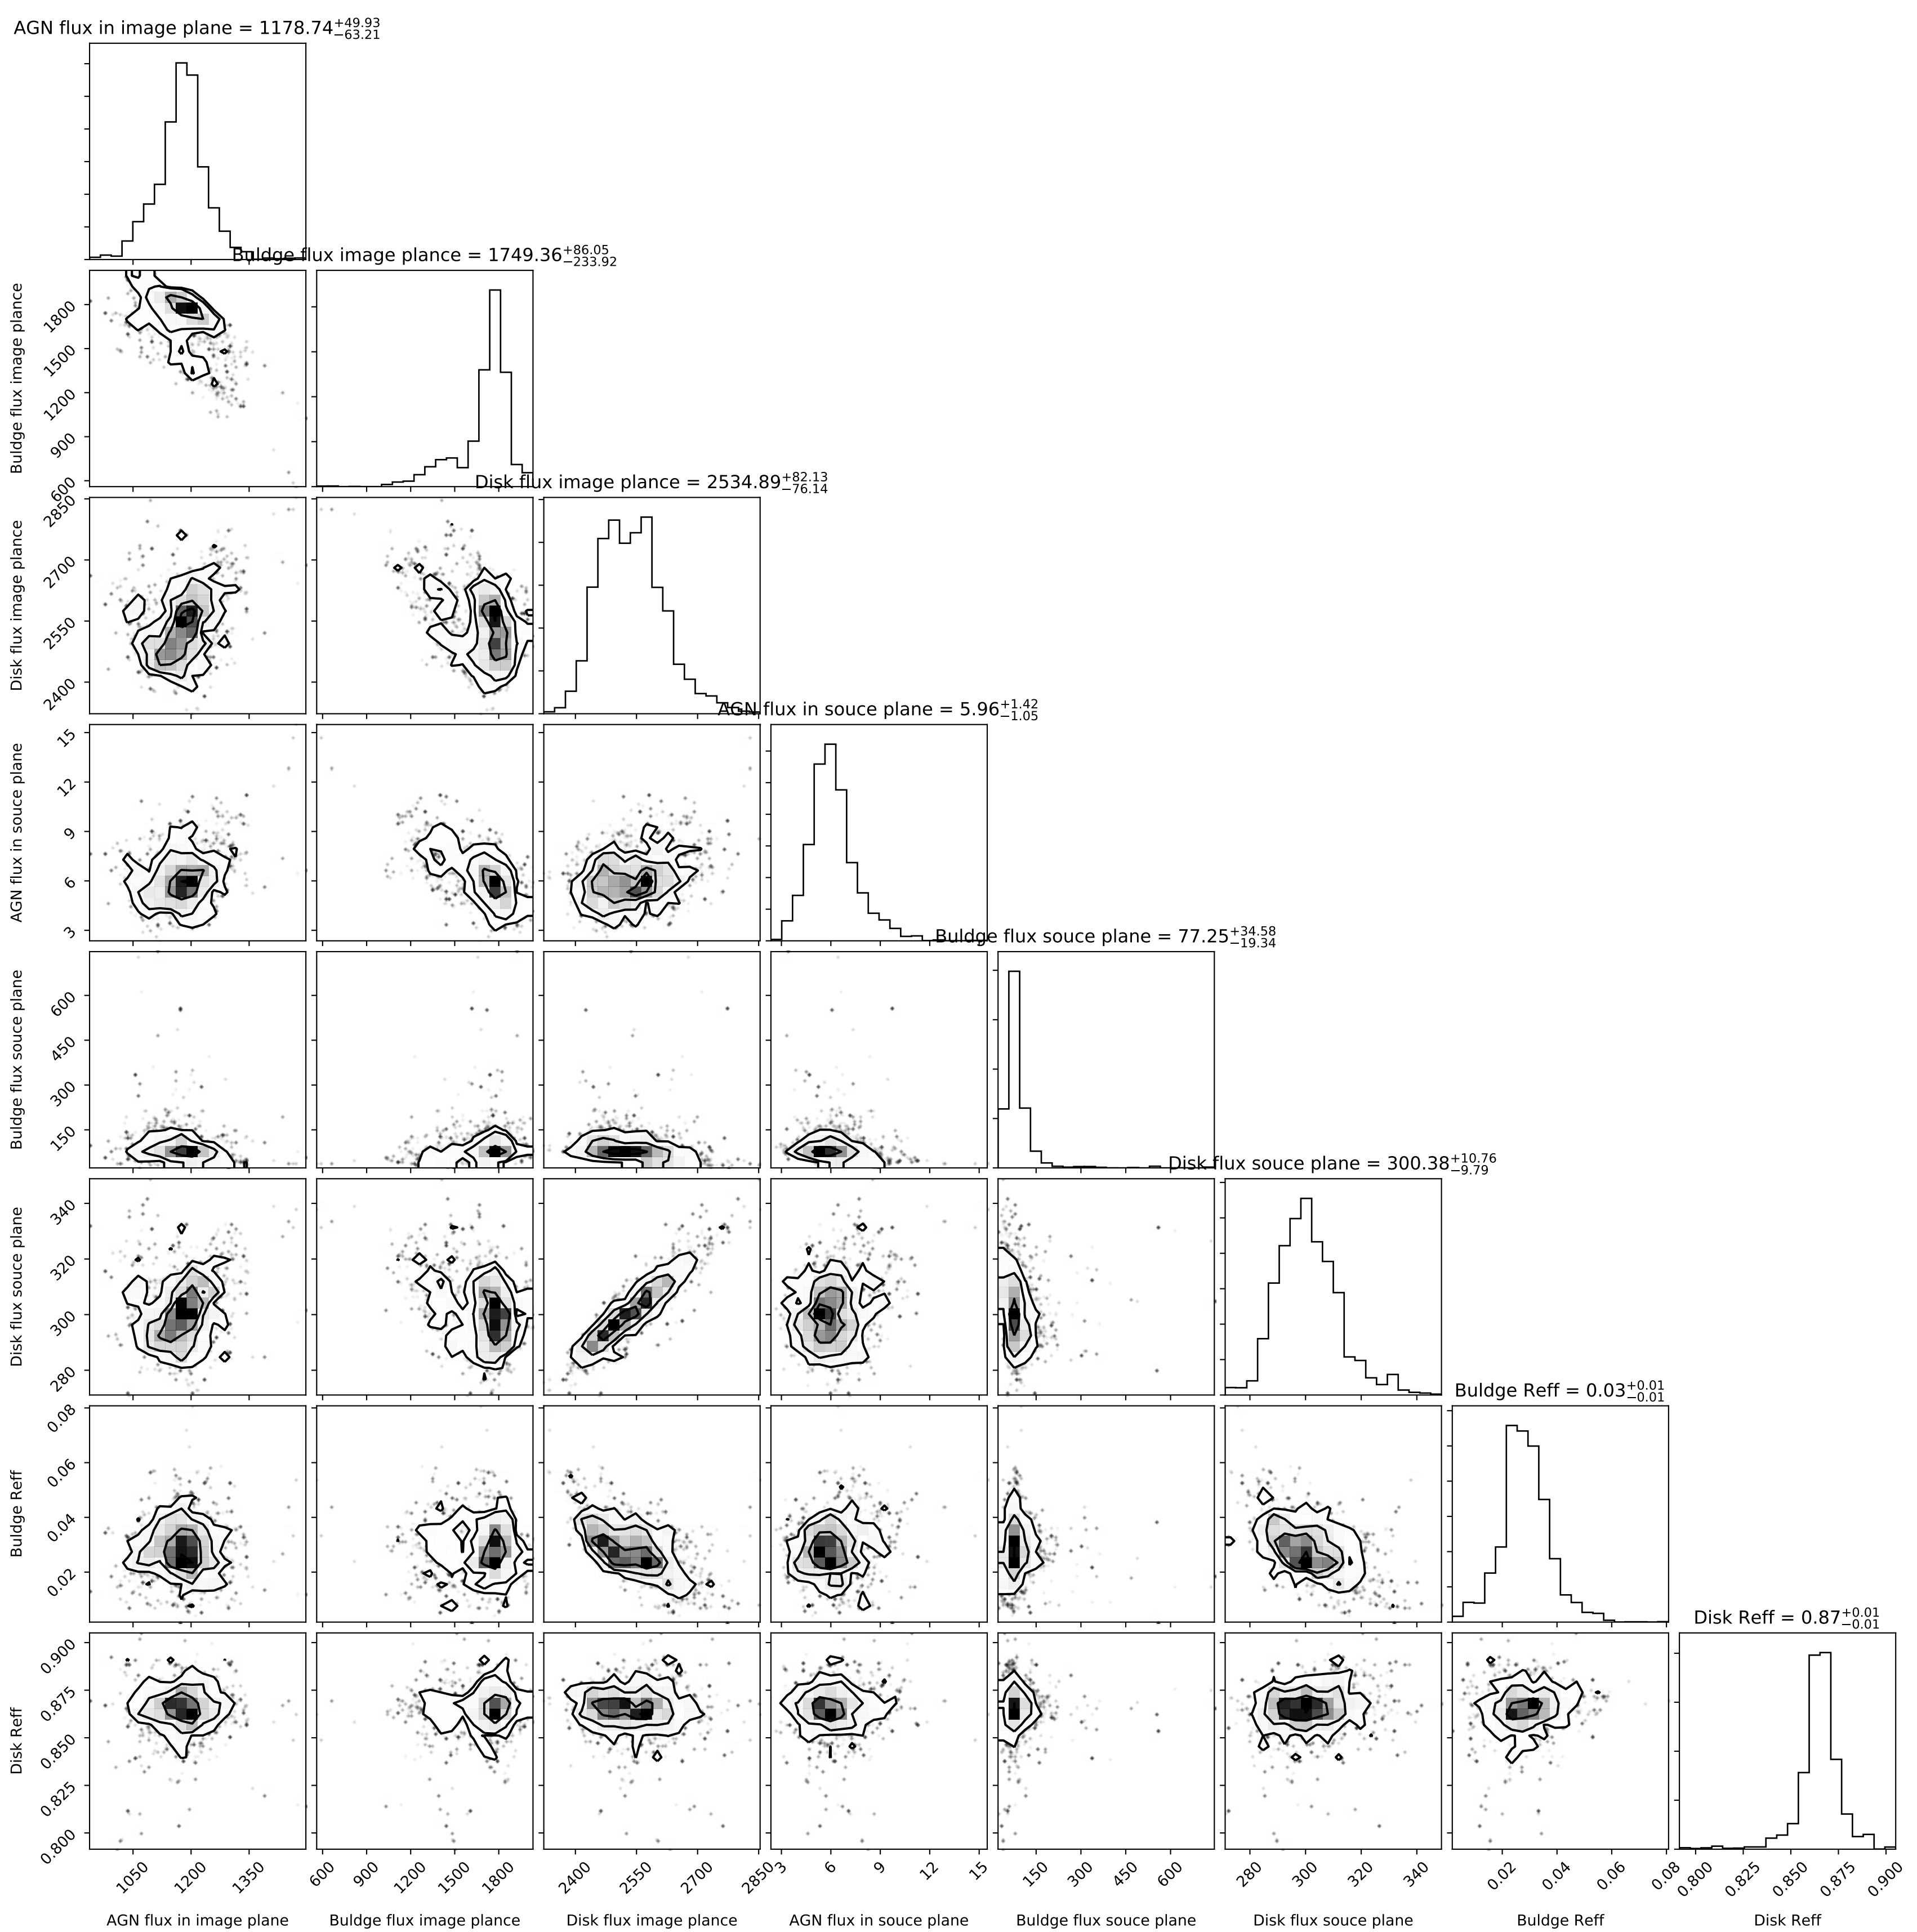 AGN flux in image plane = 1178.74+49.93 −63.21
Buldge flux image plance = 1749.36+86.05 −233.92
Buldge flux image plance
1800
1500
1200
900
600
Disk flux image plance = 2534.89+82.13 −76.14
Disk flux image plance
2850
2700
2550
2400
AGN flux in souce plane = 5.96+1.42 −1.05
AGN flux in souce plane
15
12
9
6
3
Buldge flux souce plane = 77.25+34.58 −19.34
Buldge flux souce plane
600
450
300
150
Disk flux souce plane = 300.38+10.76 −9.79
Disk flux souce plane
340
320
300
280
Buldge Reff = 0.03+0.01 −0.01
Buldge Reff
0.08
0.06
0.04
0.02
Disk Reff = 0.87+0.01 −0.01
Disk Reff
0.900
0.875
0.850
0.825
0.800
1050 1200 1350 600 900 1200 1500 1800 2400 2550 2700 2850 3 6 9 12 15 150 300 450 600 280 300 320 340 0.02 0.04 0.06 0.08 0.800 0.825 0.850 0.875 0.900
AGN flux in image plane Buldge flux image plance Disk flux image plance AGN flux in souce plane Buldge flux souce plane Disk flux souce plane Buldge Reff Disk Reff